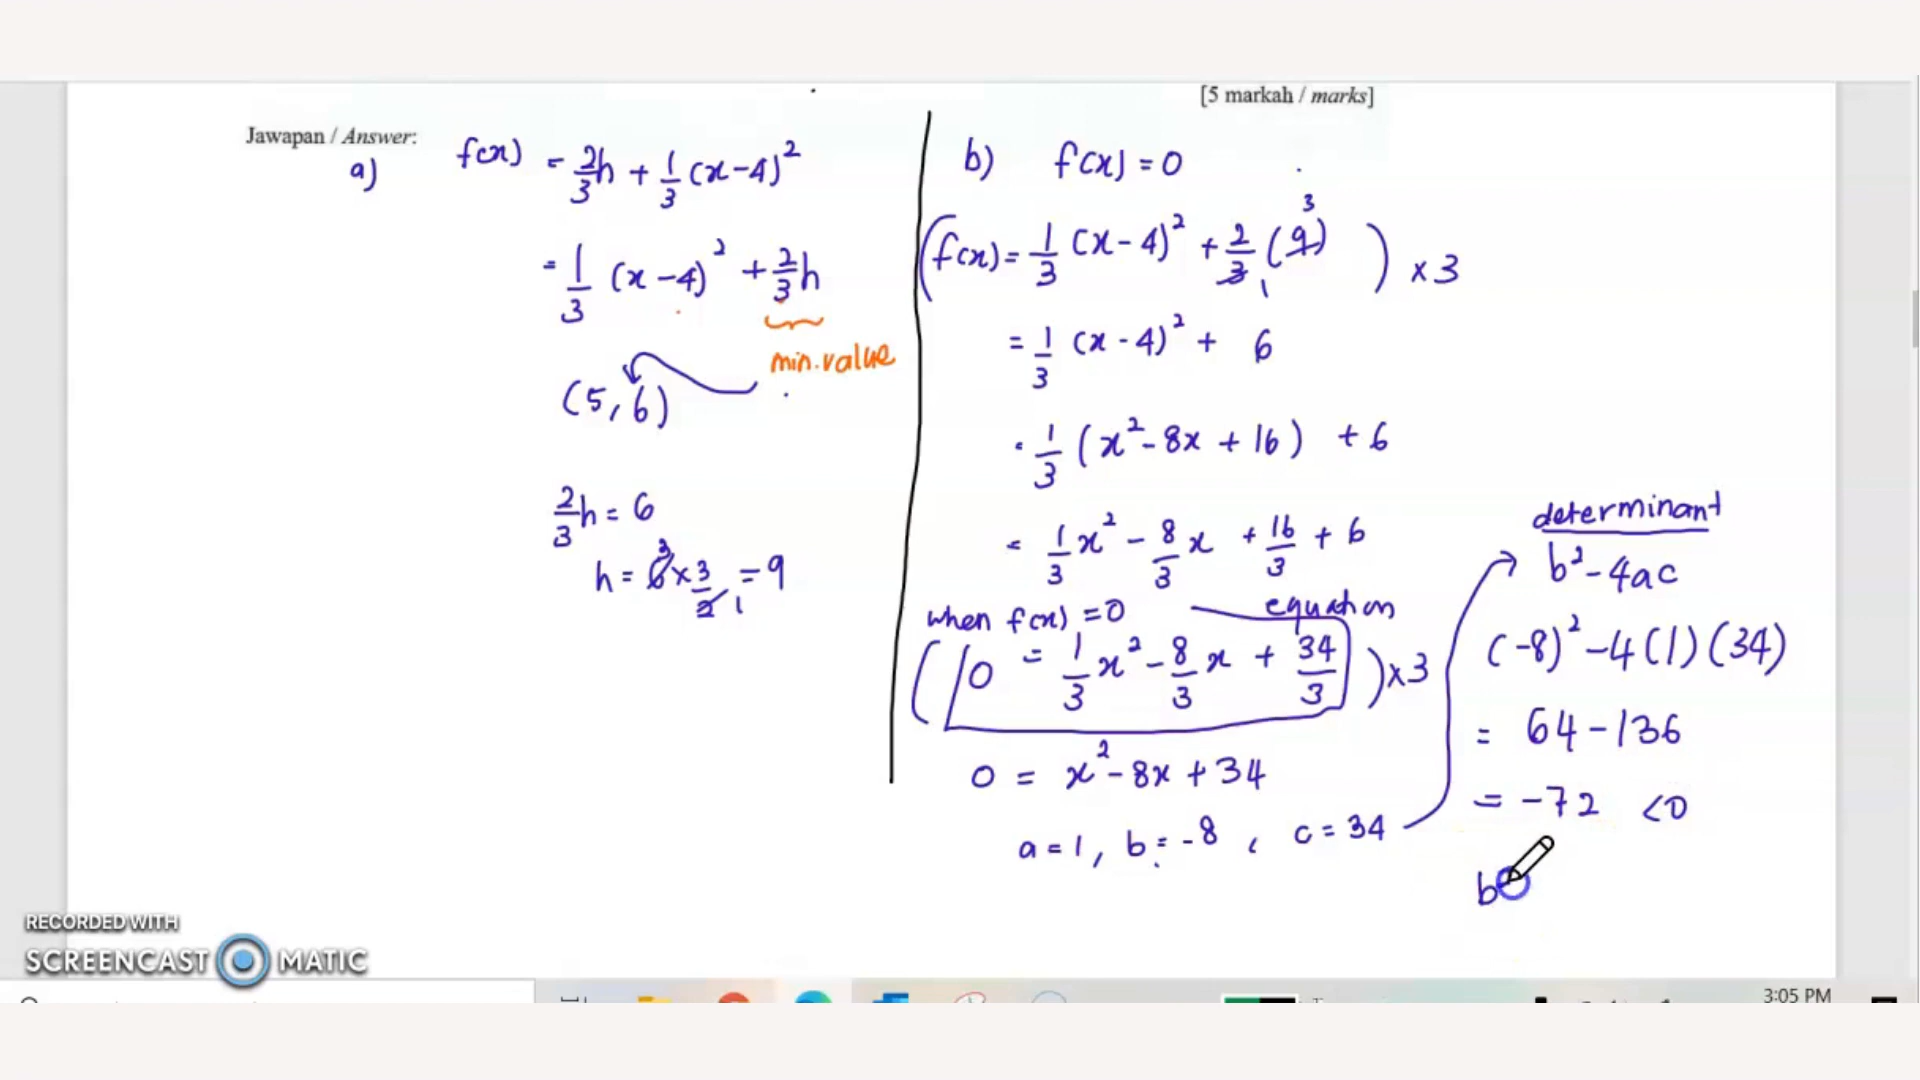 [5 markah / marks]
Jawapan / Answer:
a) f(x) = 2/3 h + 1/3 (x-4)²
= 1/3 (x-4)² + 2/3 h
min.value
(5, 6)
2/3 h = 6
h = 6 3 × 3/2 1 = 9
b) f(x) = 0
(f(x) = 1/3 (x-4)² + 2/3 1 (9) 3 ) × 3
= 1/3 (x-4)² + 6
= 1/3 (x² - 8x + 16) + 6
= 1/3 x² - 8/3 x + 16/3 + 6
when f(x) = 0 equation
(0 = 1/3 x² - 8/3 x + 34/3) × 3
0 = x² - 8x + 34
a = 1, b = -8, c = 34
determinant
b² - 4ac
(-8)² - 4(1)(34)
= 64 - 136
= -72 < 0
b
RECORDED WITH
SCREENCAST MATIC
3:05 PM